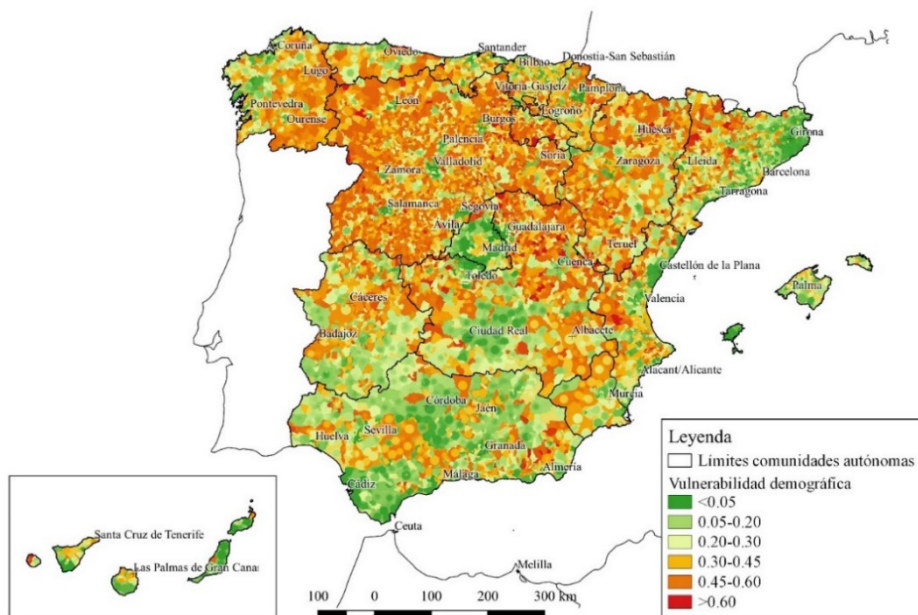 A Coruña
Oviedo
Santander
Bilbao
Donostia-San Sebastián
Lugo
Vitoria-Gasteiz
Pamplona
León
Logroño
Pontevedra
Burgos
Ourense
Huesca
Girona
Palencia
Soria
Zaragoza
Lleida
Valladolid
Zamora
Barcelona
Tarragona
Salamanca
Segovia
Guadalajara
Ávila
Madrid
Teruel
Cuenca
Castellón de la Plana
Toledo
Palma
Cáceres
Valencia
Ciudad Real
Albacete
Badajoz
Alacant/Alicante
Murcia
Córdoba
Jaén
Huelva
Sevilla
Granada
Almería
Málaga
Cádiz
Ceuta
Melilla
Santa Cruz de Tenerife
Las Palmas de Gran Canar
100
0
100
200
300 km
Leyenda
Límites comunidades autónomas
Vulnerabilidad demográfica
<0.05
0.05-0.20
0.20-0.30
0.30-0.45
0.45-0.60
>0.60